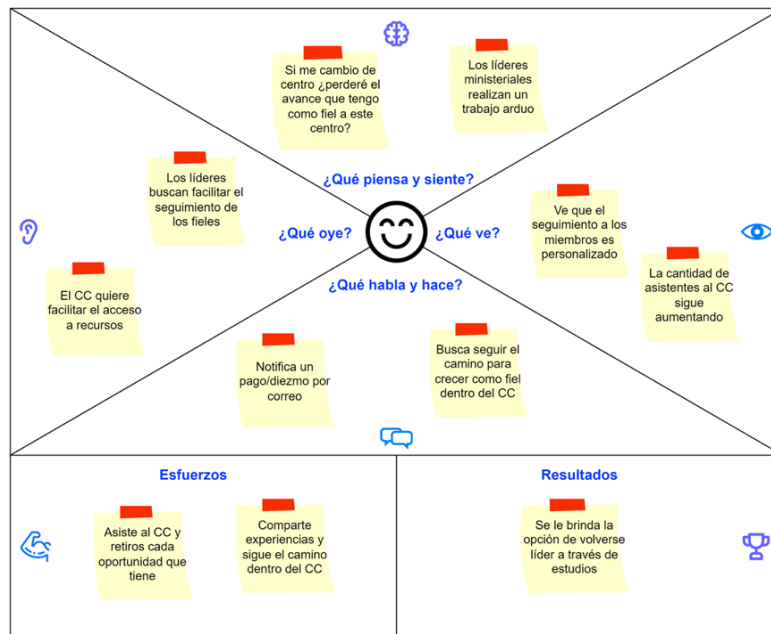 Si me cambio de
centro ¿perderé el
avance que tengo
como fiel a este
centro?
Los líderes
ministeriales
realizan un
trabajo arduo
¿Qué piensa y siente?
Los líderes
buscan facilitar el
seguimiento de
los fieles
El CC quiere
facilitar el acceso
a recursos
¿Qué oye?
¿Qué ve?
Ve que el
seguimiento a los
miembros es
personalizado
La cantidad de
asistentes al CC
sigue
aumentando
¿Qué habla y hace?
Notifica un
pago/diezmo por
correo
Busca seguir el
camino para
crecer como fiel
dentro del CC
Esfuerzos
Asiste al CC y
retiros cada
oportunidad que
tiene
Comparte
experiencias y
sigue el camino
dentro del CC
Resultados
Se le brinda la
opción de volverse
líder a través de
estudios